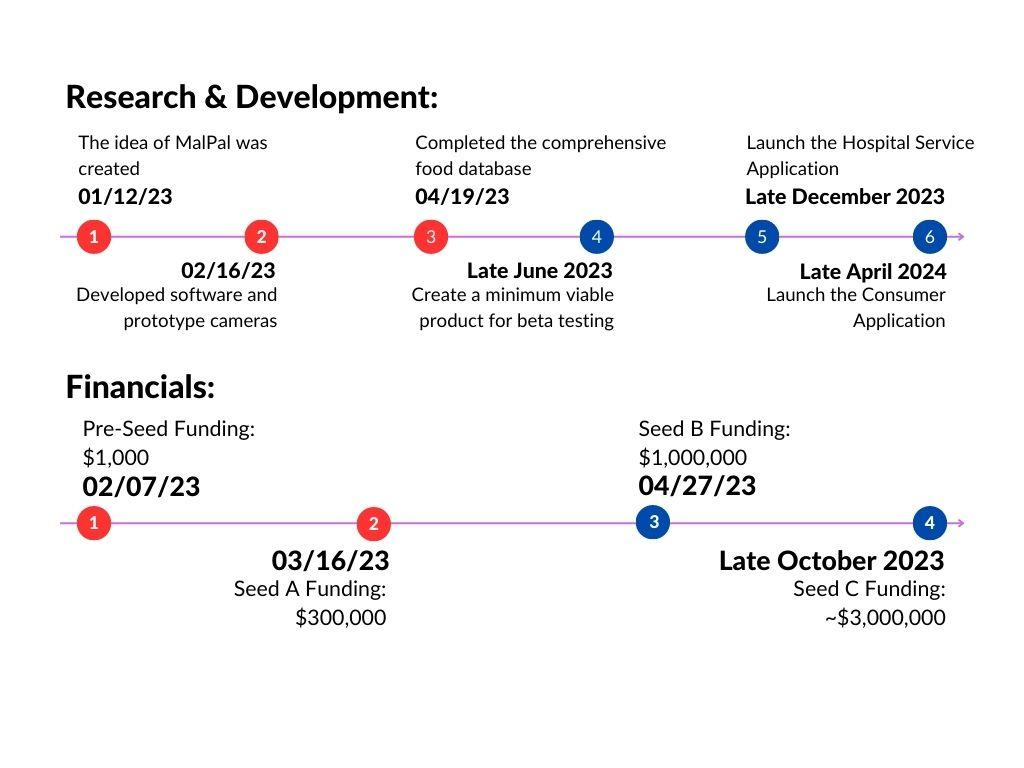 Research & Development:
The idea of MalPal was
created
01/12/23
Completed the comprehensive
food database
04/19/23
Launch the Hospital Service
Application
Late December 2023
1
2
3
4
5
6
02/16/23
Developed software and
prototype cameras
Late June 2023
Create a minimum viable
product for beta testing
Late April 2024
Launch the Consumer
Application
Financials:
Pre-Seed Funding:
$1,000
02/07/23
Seed B Funding:
$1,000,000
04/27/23
1
2
3
4
03/16/23
Seed A Funding:
$300,000
Late October 2023
Seed C Funding:
~$3,000,000